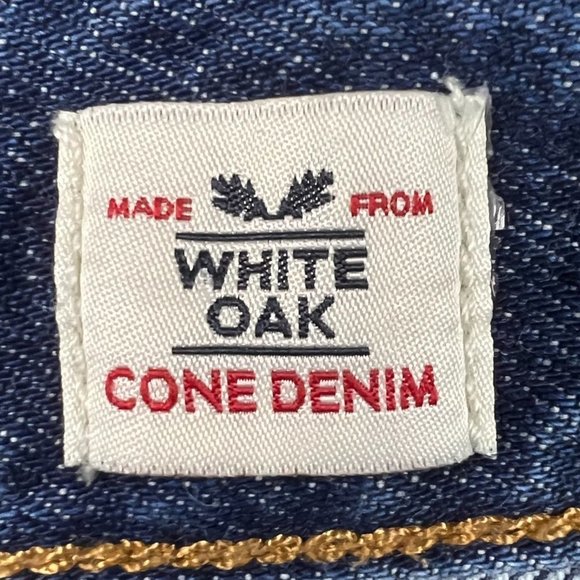 MADE FROM
WHITE
OAK
CONE DENIM